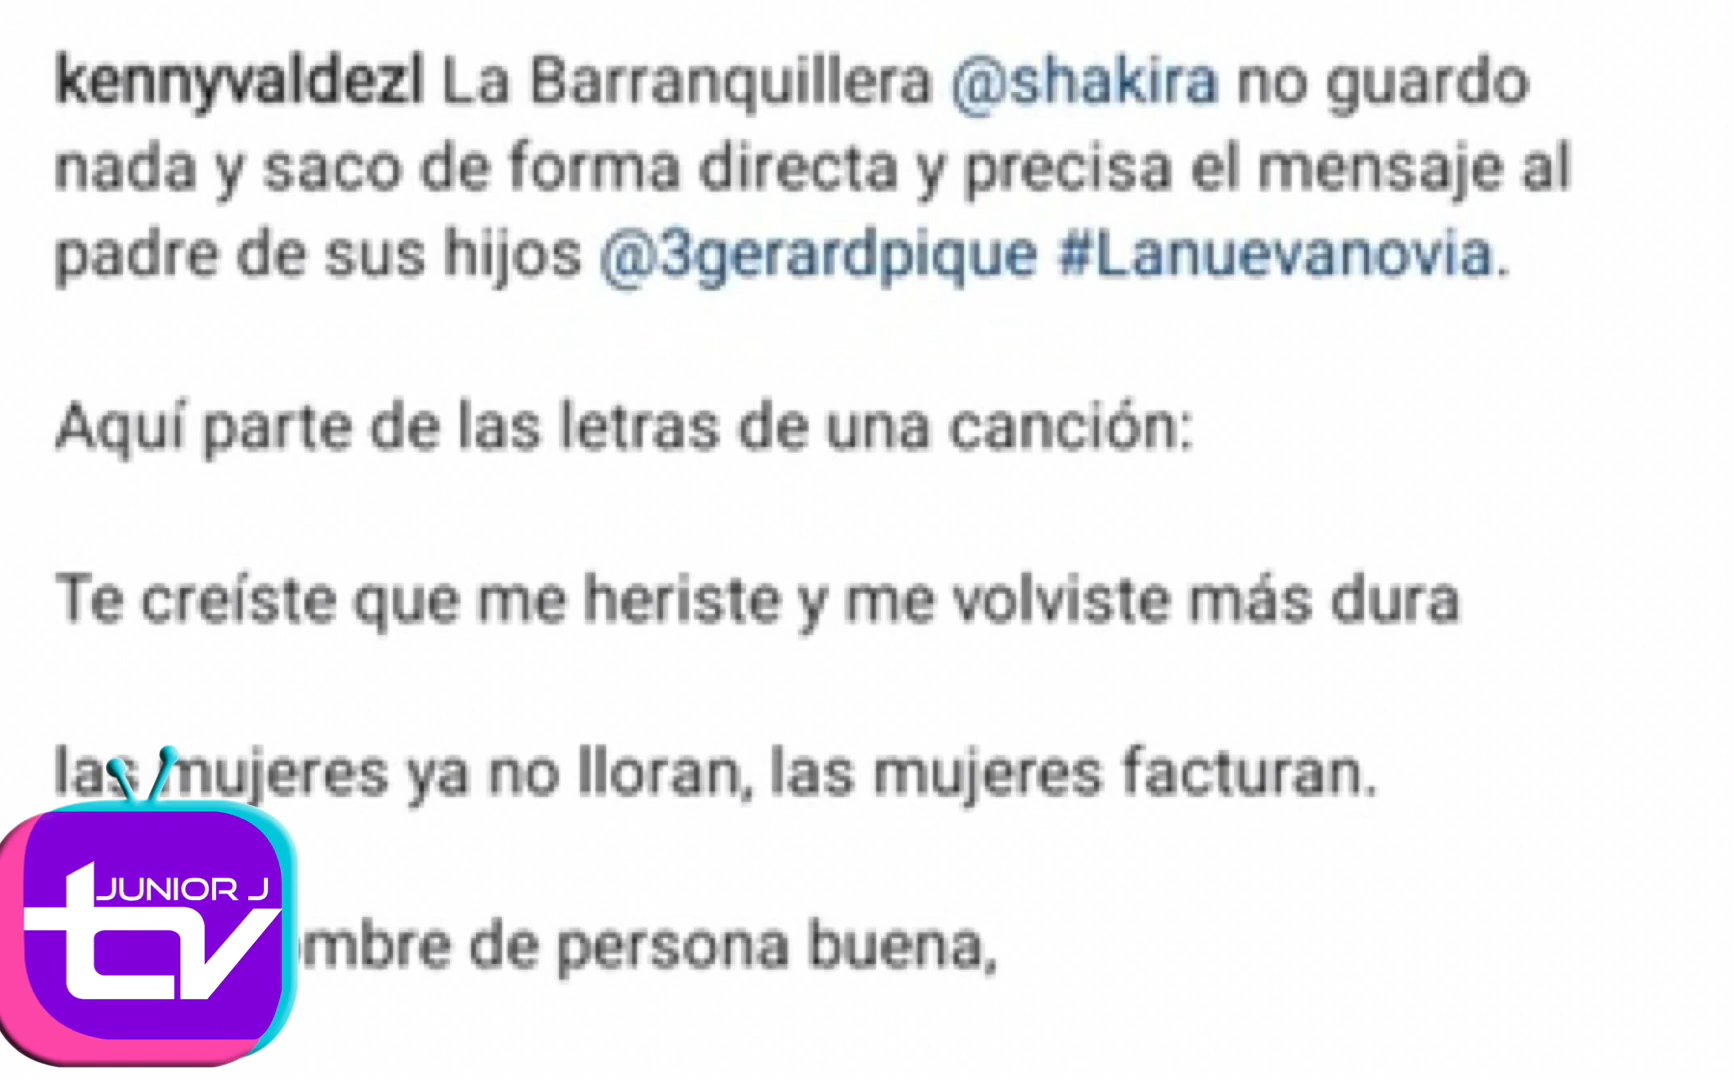 kennyvaldezl La Barranquillera @shakira no guardo
nada y saco de forma directa y precisa el mensaje al
padre de sus hijos @3gerardpique #Lanuevanovia.
Aquí parte de las letras de una canción:
Te creíste que me heriste y me volviste más dura
las mujeres ya no lloran, las mujeres facturan.
de persona buena,
JUNIOR J
tv